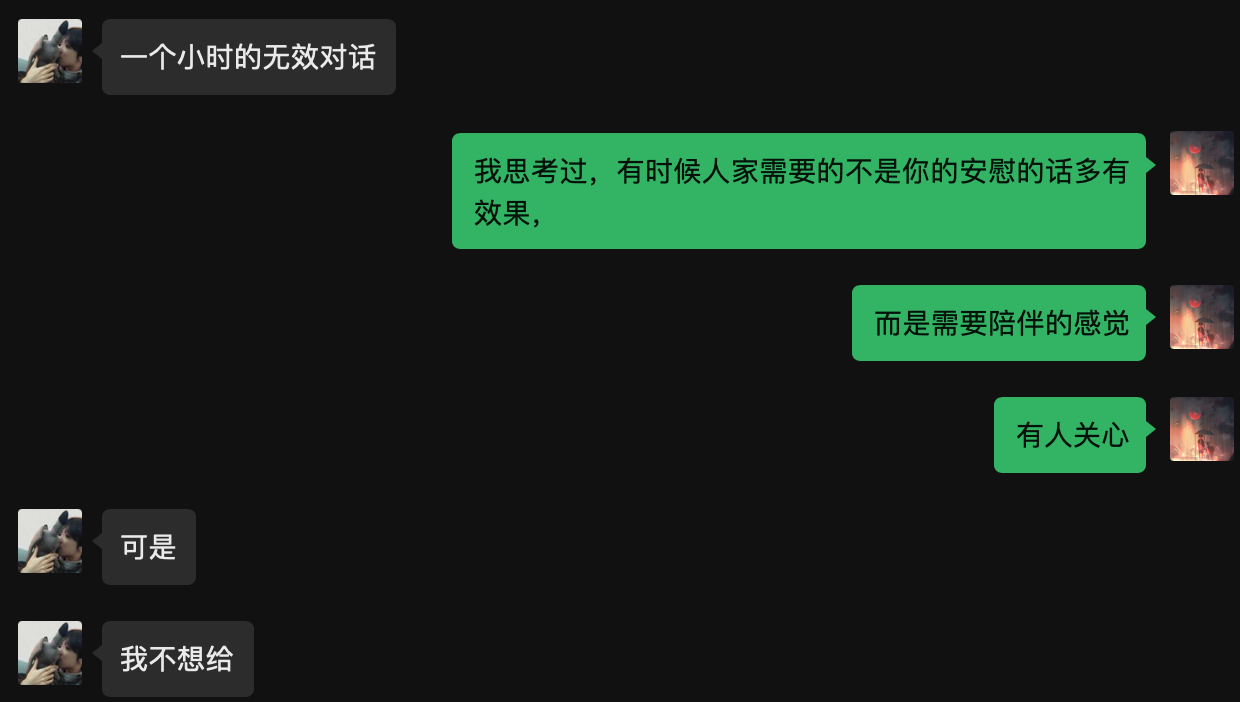 一个小时的无效对话
我思考过，有时候人家需要的不是你的安慰的话多有
效果，
而是需要陪伴的感觉
有人关心
可是
我不想给